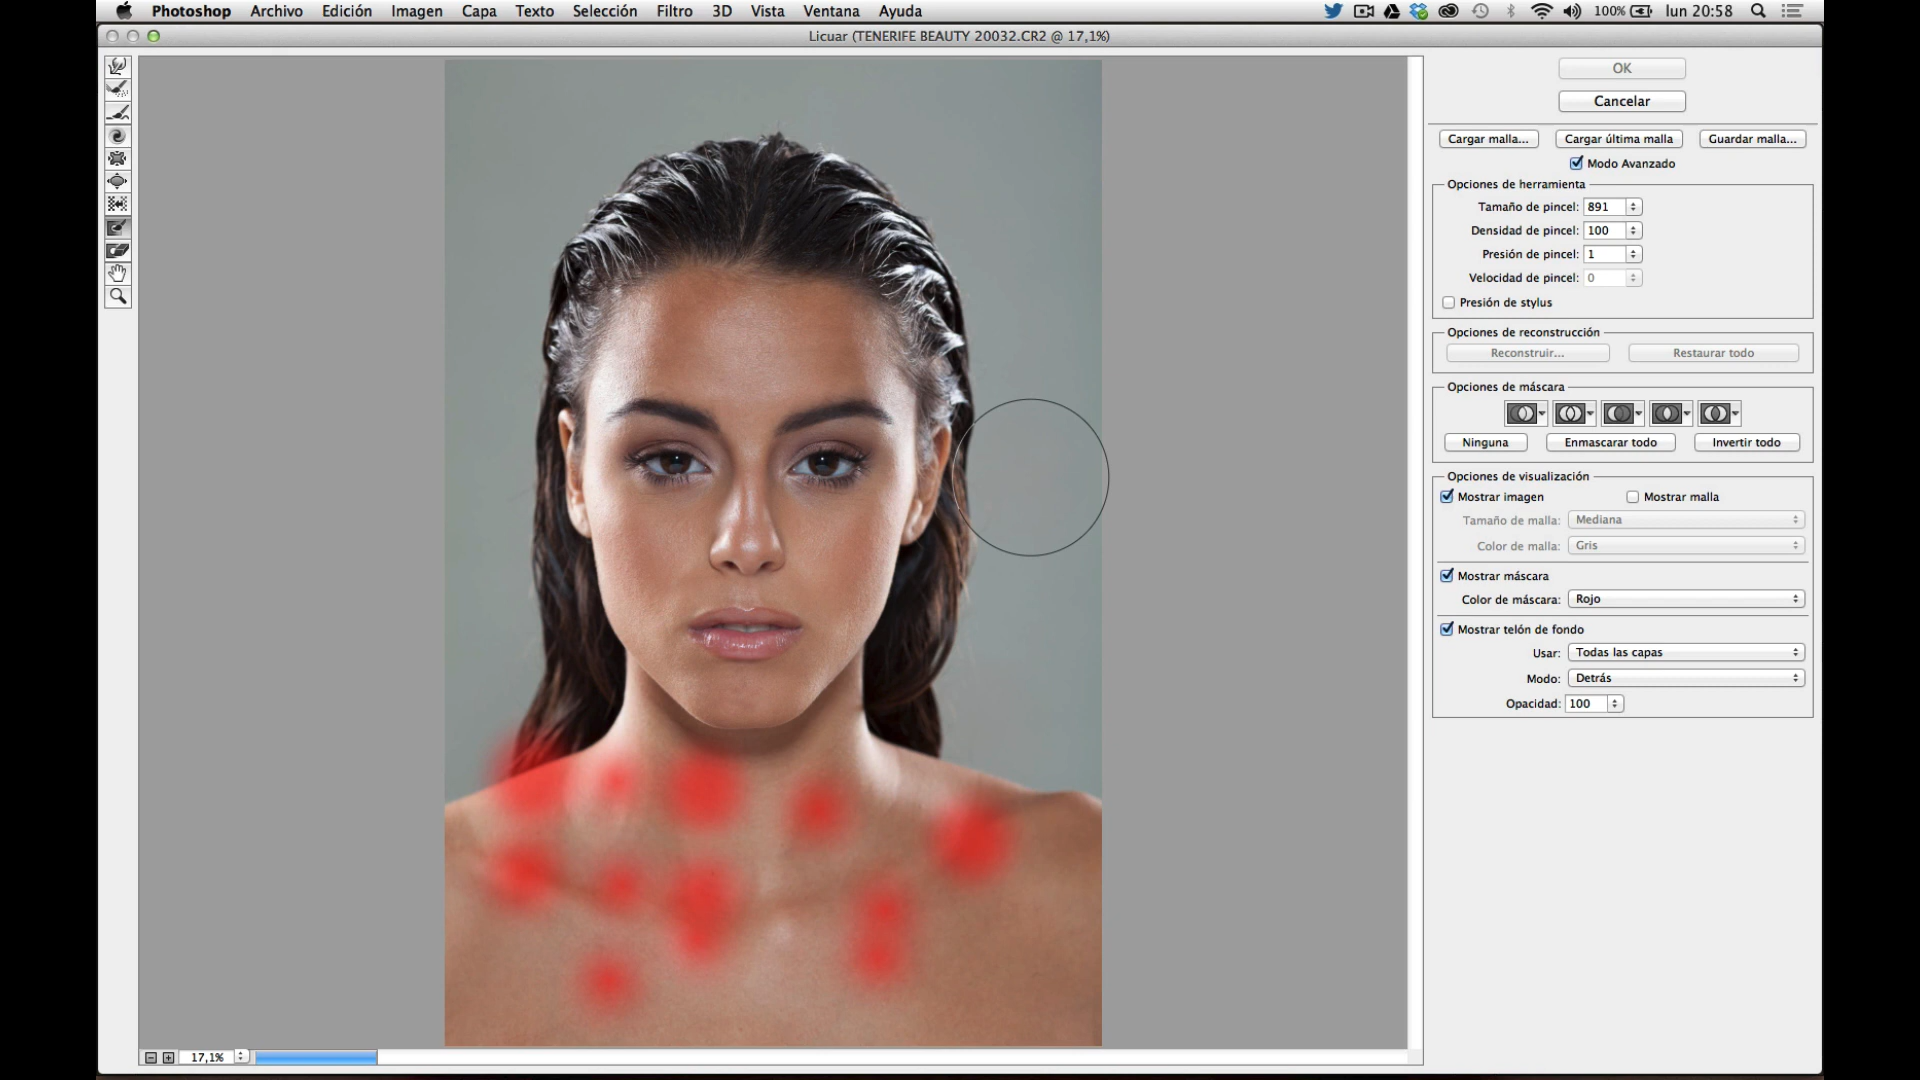 Photoshop Archivo Edición Imagen Capa Texto Selección Filtro 3D Vista Ventana Ayuda 100% lun 20:58
Licuar (TENERIFE BEAUTY 20032.CR2 @ 17,1%)
OK
Cancelar
Cargar malla... Cargar última malla Guardar malla...
Modo Avanzado
Opciones de herramienta
Tamaño de pincel: 891
Densidad de pincel: 100
Presión de pincel: 1
Velocidad de pincel: 0
Presión de stylus
Opciones de reconstrucción
Reconstruir... Restaurar todo
Opciones de máscara
Ninguna Enmascarar todo Invertir todo
Opciones de visualización
Mostrar imagen Mostrar malla
Tamaño de malla: Mediana
Color de malla: Gris
Mostrar máscara
Color de máscara: Rojo
Mostrar telón de fondo
Usar: Todas las capas
Modo: Detrás
Opacidad: 100
17,1%